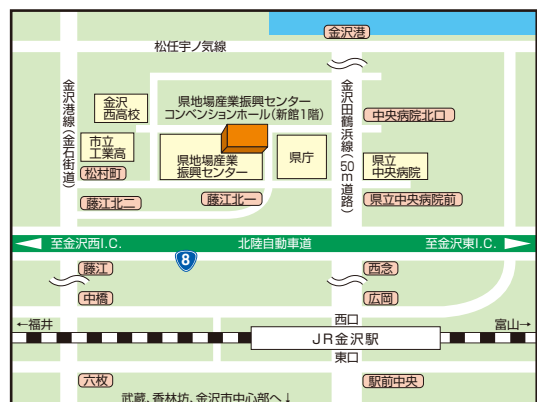 金沢港
松任宇ノ気線
金沢港線(金石街道)
金沢
西高校
県地場産業振興センター
コンベンションホール(新館1階)
金沢田鶴浜線(50m道路)
中央病院北口
市立
工業高
県地場産業
振興センター
県庁
県立
中央病院
松村町
藤江北二
藤江北一
県立中央病院前
至金沢西I.C.
北陸自動車道
至金沢東I.C.
藤江
8
西念
中橋
広岡
←福井
西口
富山→
JR金沢駅
東口
六枚
駅前中央
武蔵、香林坊、金沢市中心部へ↓